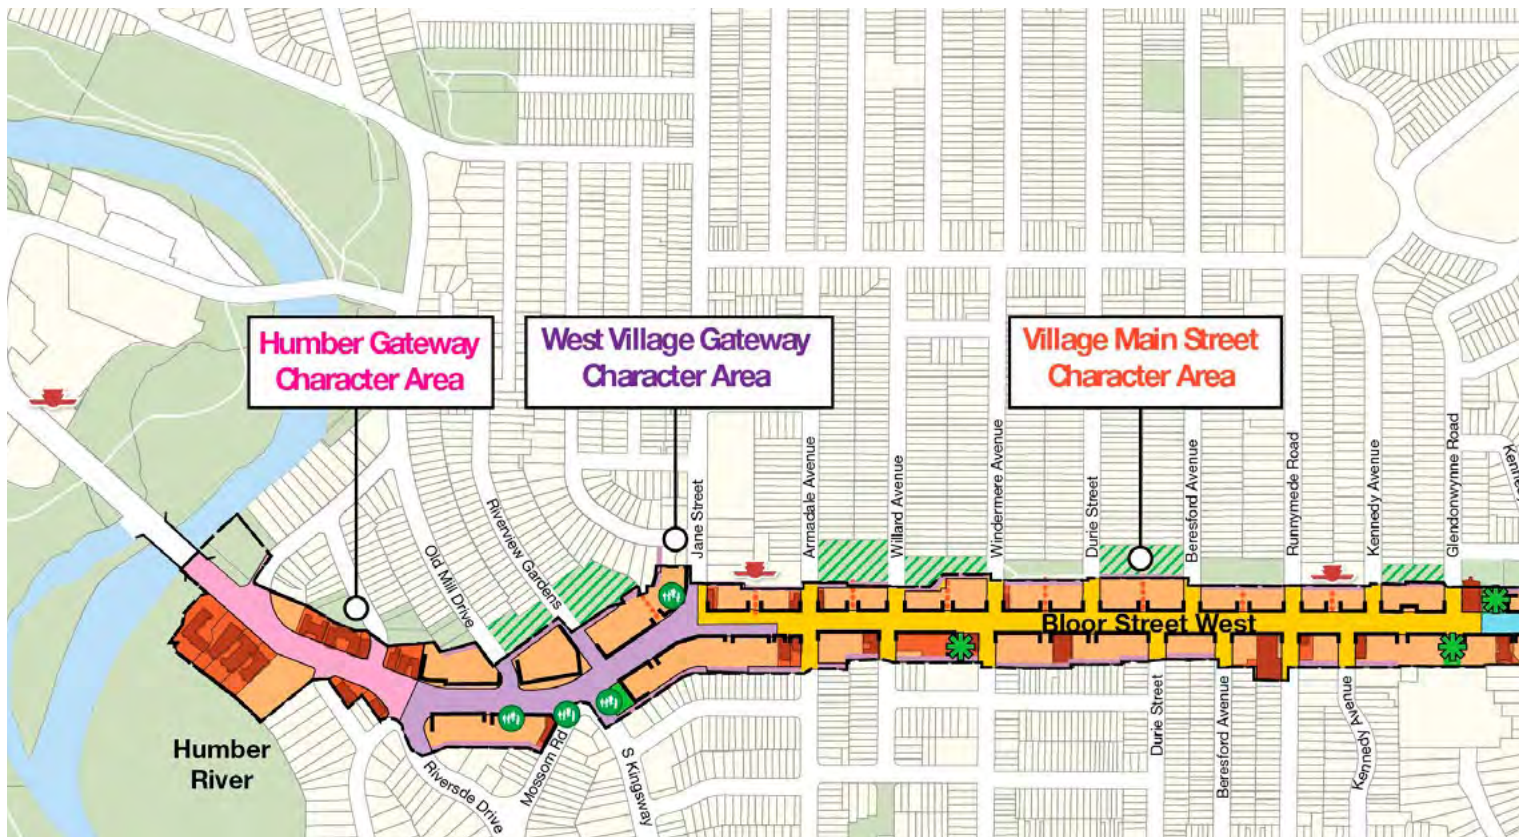 Humber Gateway
Character Area
West Village Gateway
Character Area
Village Main Street
Character Area
Old Mill Drive
Riverview Gardens
Jane Street
Armadale Avenue
Willard Avenue
Windermere Avenue
Durie Street
Beresford Avenue
Runnymede Road
Kennedy Avenue
Glendonwynne Road
Bloor Street West
Humber
River
Riversde Drive
Mossom Rd
S Kingsway
Durie Street
Beresford Avenue
Kennedy Avenue